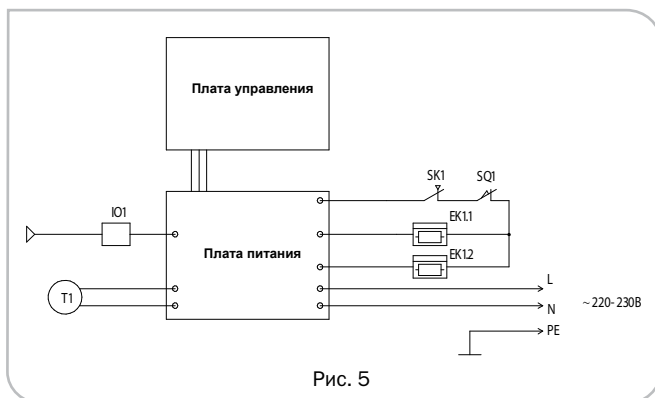 Плата управления
SK1
SQ1
IO1
EK1.1
Плата питания
EK1.2
T1
L
N
~ 220-230В
PE
Рис. 5